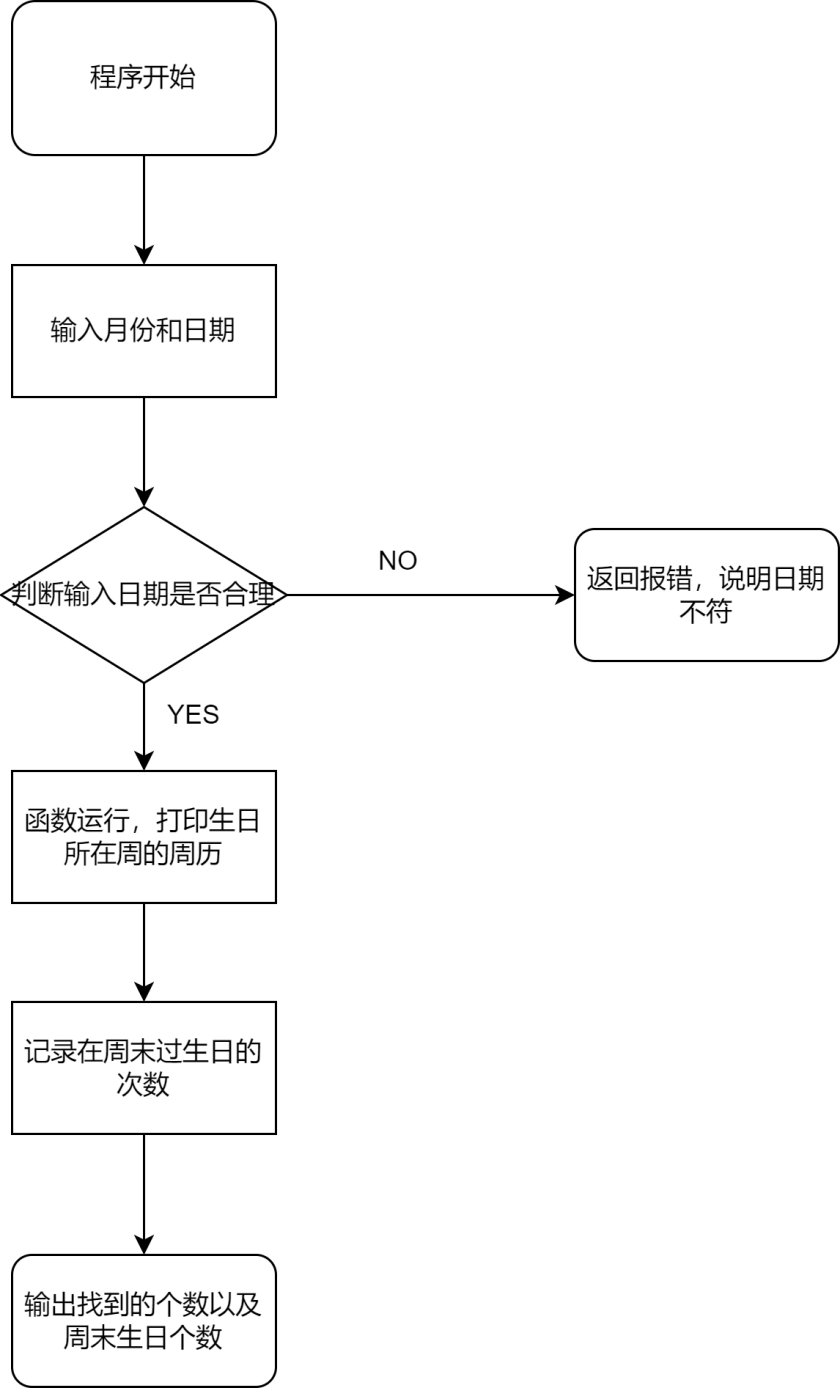 程序开始
输入月份和日期
判断输入日期是否合理
NO
返回报错，说明日期
不符
YES
函数运行，打印生日
所在周的周历
记录在周末过生日的
次数
输出找到的个数以及
周末生日个数